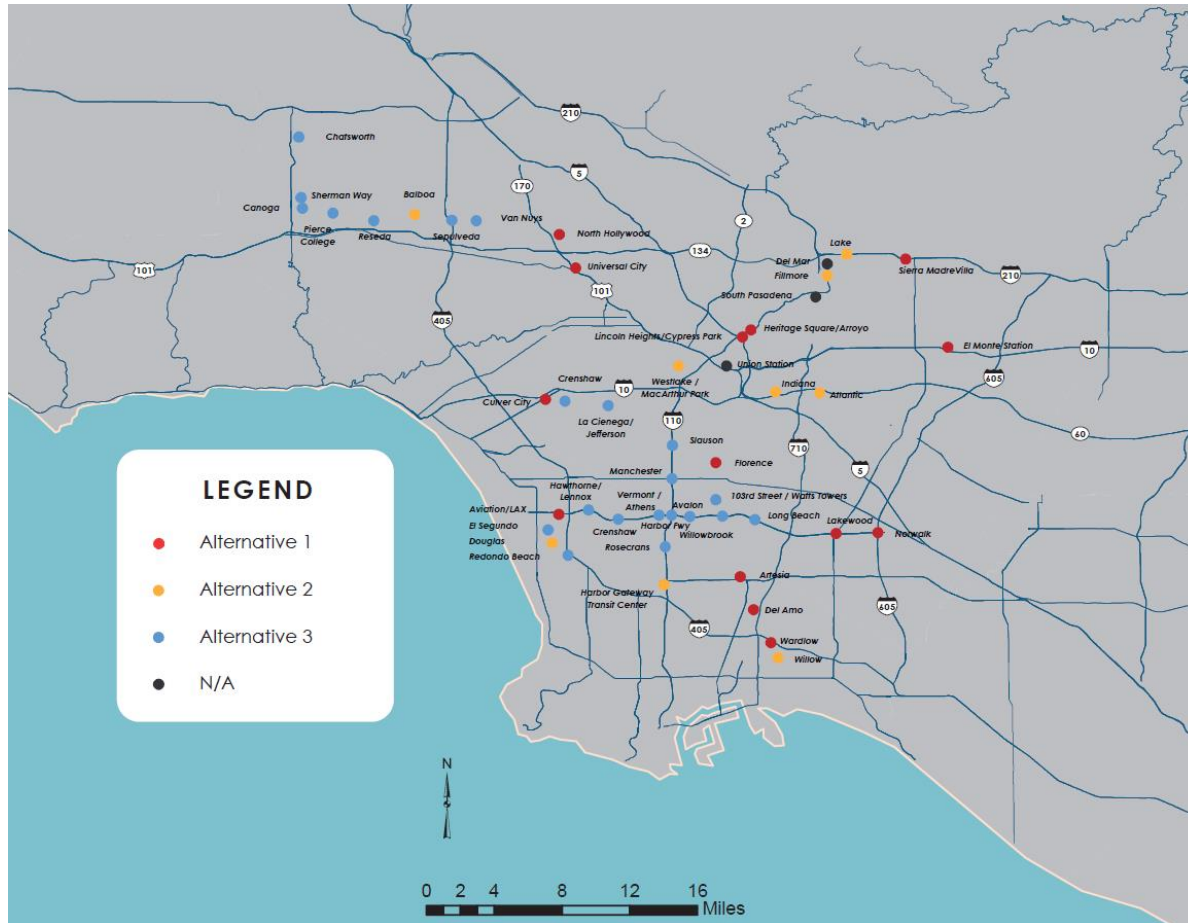 210
Chatsworth
5
170
Sherman Way
Balboa
Canoga
Van Nuys
2
Pierce
College
Reseda
Sepulveda
North Hollywood
134
Lake
Del Mar
Universal City
Fillmore
Sierra MadreVilla
210
101
101
South Pasadena
405
Heritage Square/Arroyo
Lincoln Heights/Cypress Park
El Monte Station
10
Union Station
605
Crenshaw
10
Westlake /
MacArthur Park
Indiana
Atlantic
Culver City
La Cienega/
Jefferson
110
60
Slauson
710
5
Florence
Manchester
LEGEND
Alternative 1
Alternative 2
Alternative 3
N/A
Hawthorne/
Lennox
Vermont /
Athens
Avalon
103rd Street / Watts Towers
Aviation/LAX
Long Beach
Lakewood
El Segundo
Crenshaw
Harbor Fwy
Willowbrook
Norwalk
Douglas
Rosecrans
Redondo Beach
Artesia
Harbor Gateway
Transit Center
Del Amo
605
405
Wardlow
Willow
N
0 2 4 8 12 16
Miles